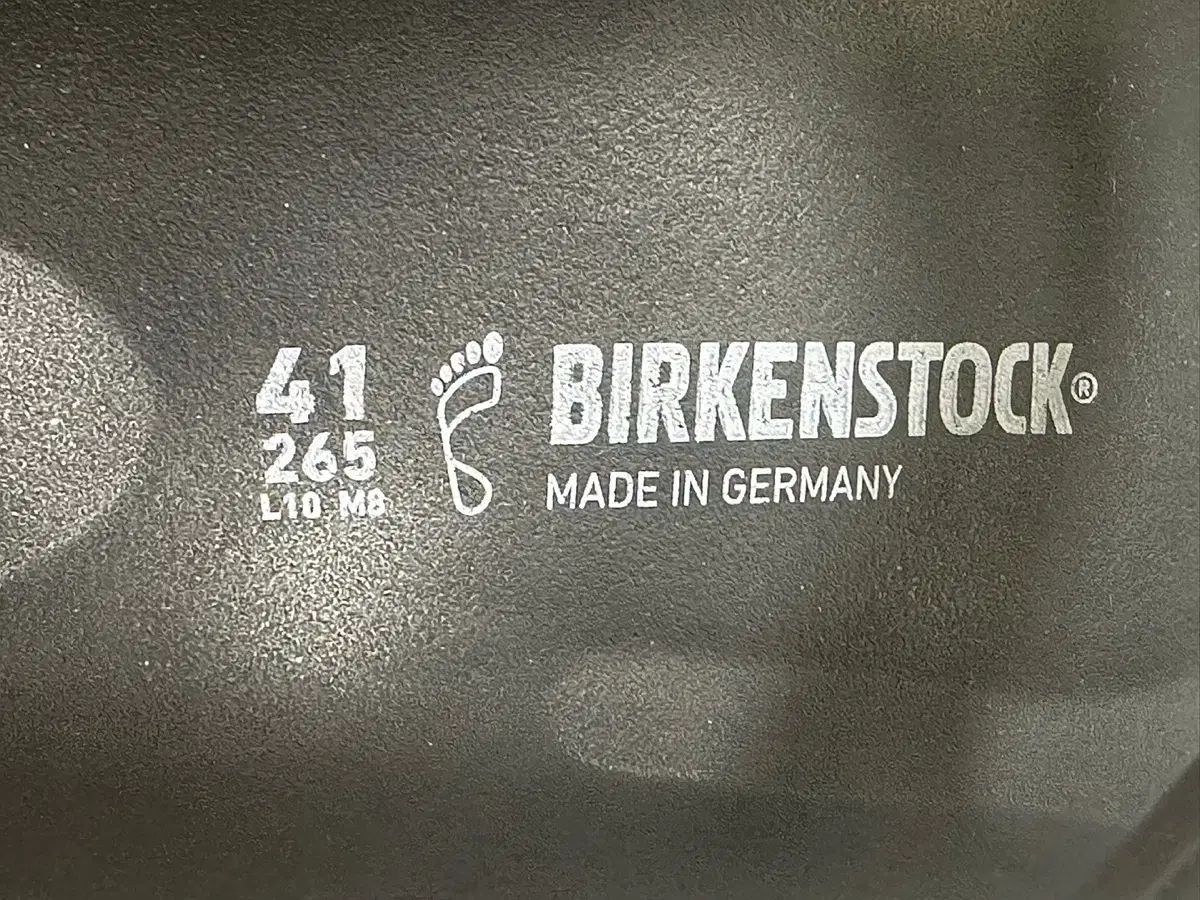 41
265
L10 M8
BIRKENSTOCK®
MADE IN GERMANY